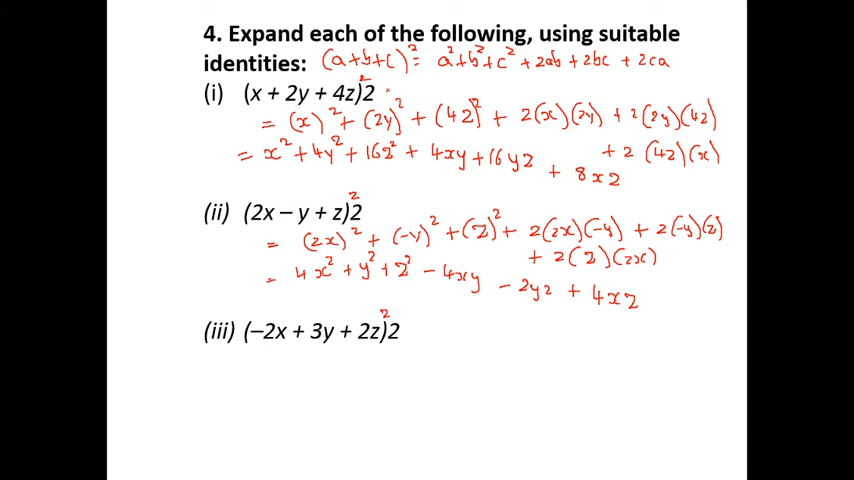 4. Expand each of the following, using suitable
identities: (a+b+c)² = a²+b²+c² +2ab +2bc +2ca
(i) (x + 2y + 4z)2 ²
= (x)² + (2y)² + (4z)² + 2(x)(2y) + 2(2y)(4z)
+ 2 (4z)(x)
= x² + 4y² + 16z² + 4xy + 16yz
+ 8xz
(ii) (2x – y + z)2 ²
= (2x)² + (-y)² + (z)² + 2(2x)(-y) + 2(-y)(z)
+ 2(z)(2x)
= 4x² + y² + z² - 4xy - 2yz + 4xz
(iii) (–2x + 3y + 2z)2 ²